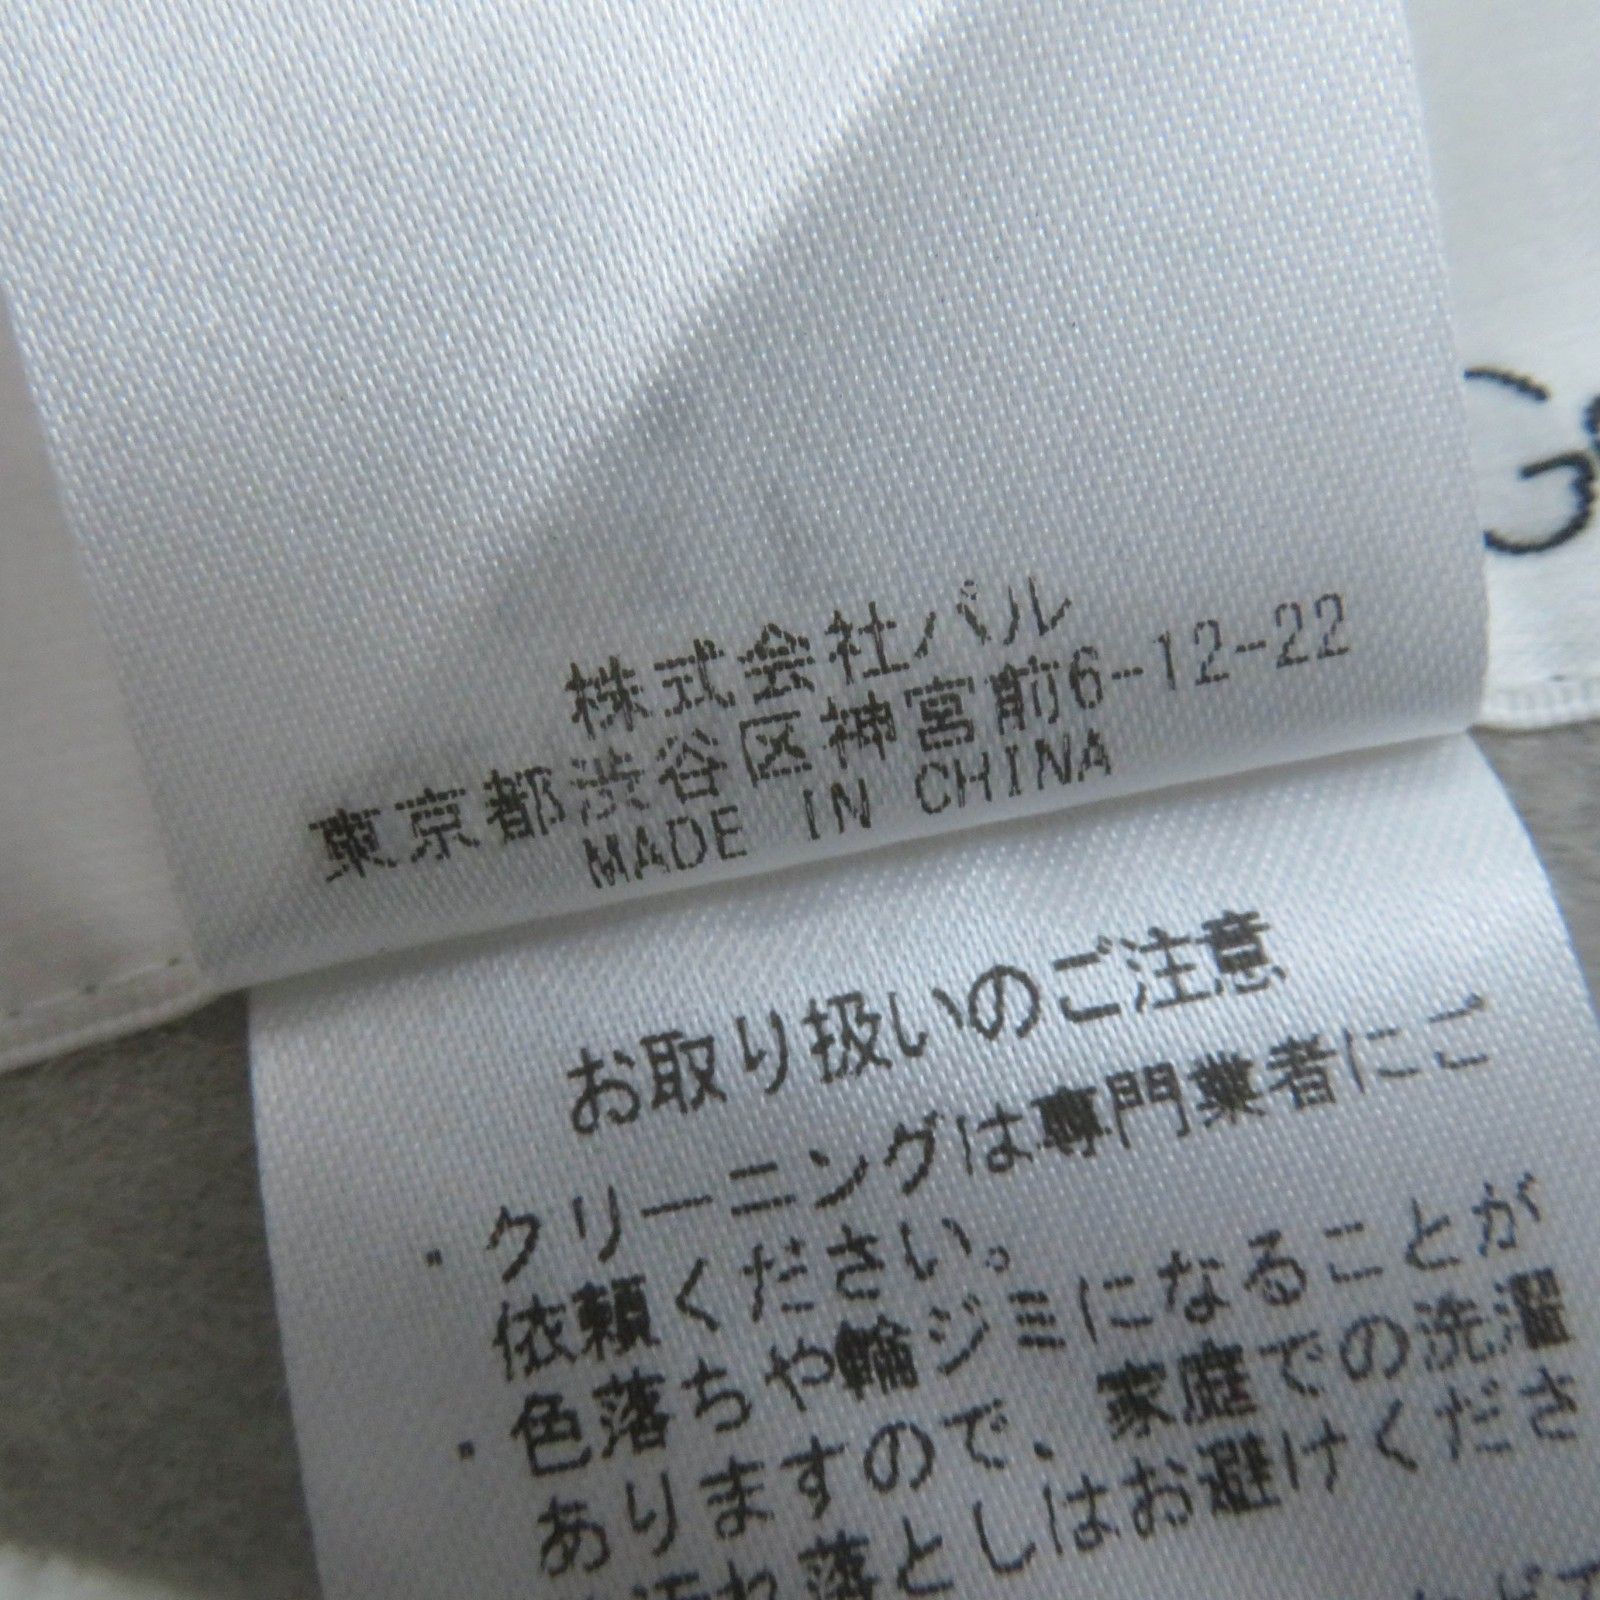 株式会社パル
東京都渋谷区神宮前6-12-22
MADE IN CHINA
お取り扱いのご注意
・クリーニングは専門業者にご
依頼ください。
・色落ちや輪ジミになることが
ありますので、家庭での洗濯
汚れ落としはお避けくださ